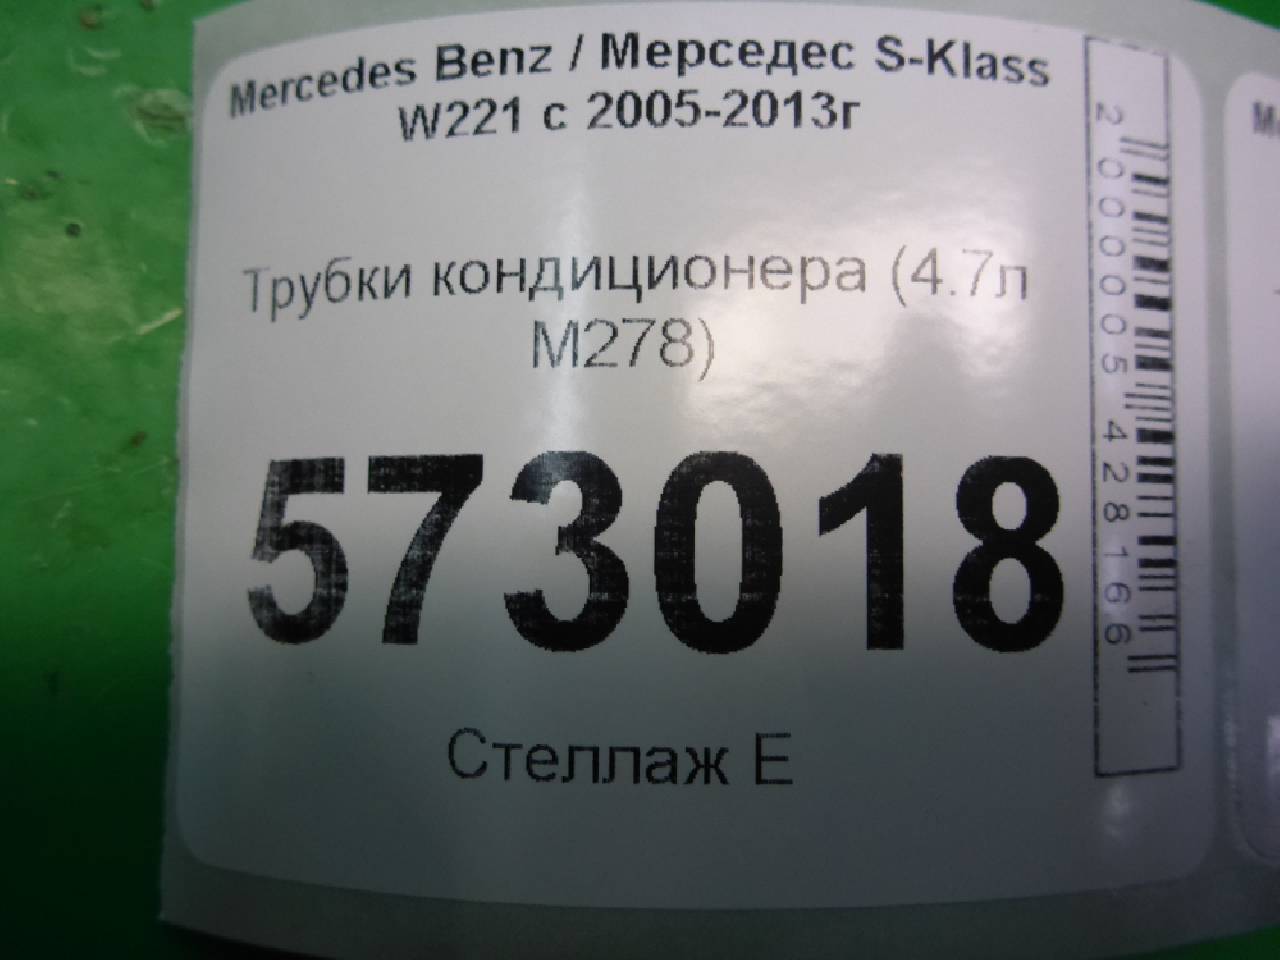 Mercedes Benz / Мерседес S-Klass
W221 с 2005-2013г
Трубки кондиционера (4.7л
M278)
573018
Стеллаж Е
2000005428166